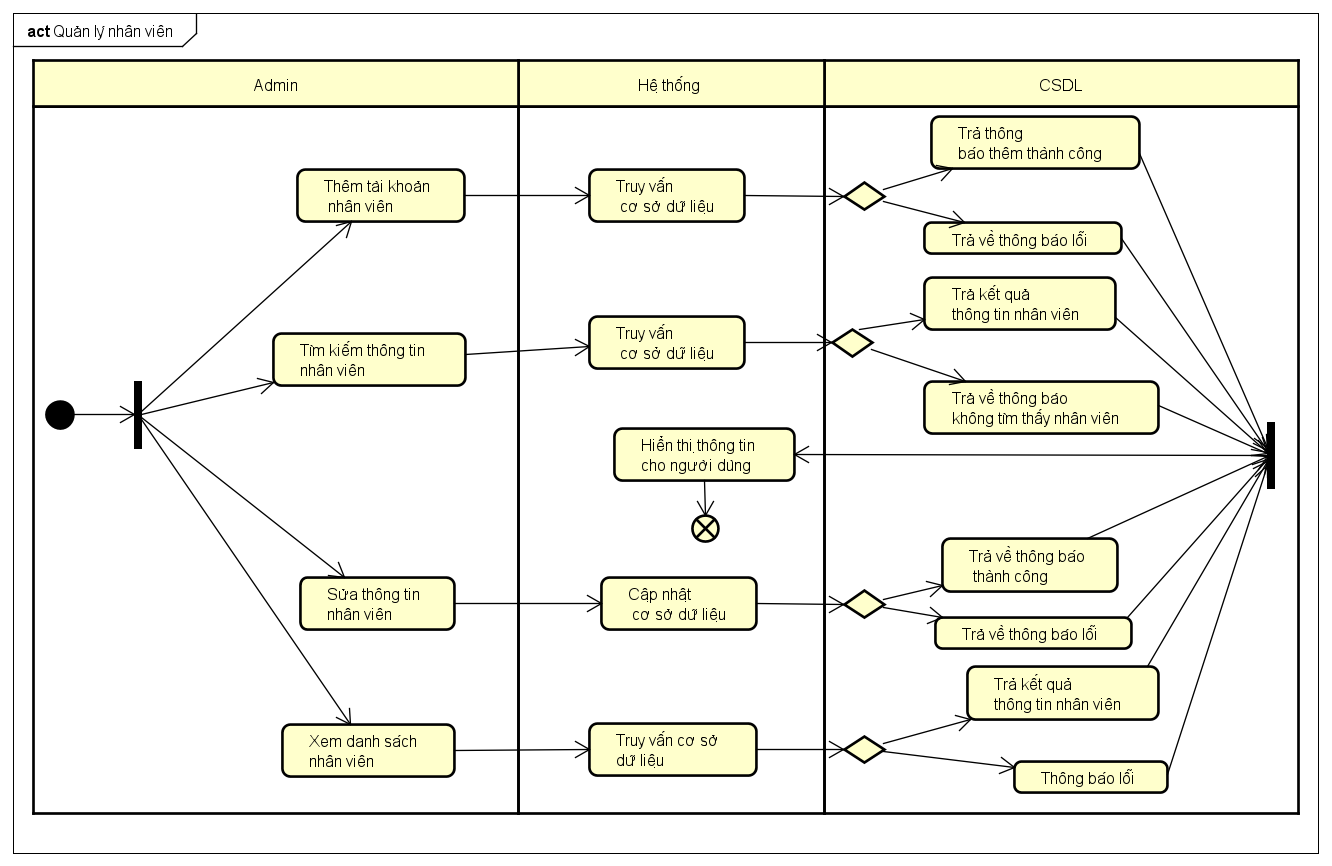 act Quản lý nhân viên
Admin
Hệ thống
CSDL
Thêm tài khoản
nhân viên
Truy vấn
cơ sở dữ liệu
Trả thông
báo thêm thành công
Trả về thông báo lỗi
Tìm kiếm thông tin
nhân viên
Truy vấn
cơ sở dữ liệu
Trả kết quả
thông tin nhân viên
Trả về thông báo
không tìm thấy nhân viên
Hiển thị thông tin
cho người dùng
Sửa thông tin
nhân viên
Cập nhật
cơ sở dữ liệu
Trả về thông báo
thành công
Trả về thông báo lỗi
Xem danh sách
nhân viên
Truy vấn cơ sở
dữ liệu
Trả kết quả
thông tin nhân viên
Thông báo lỗi